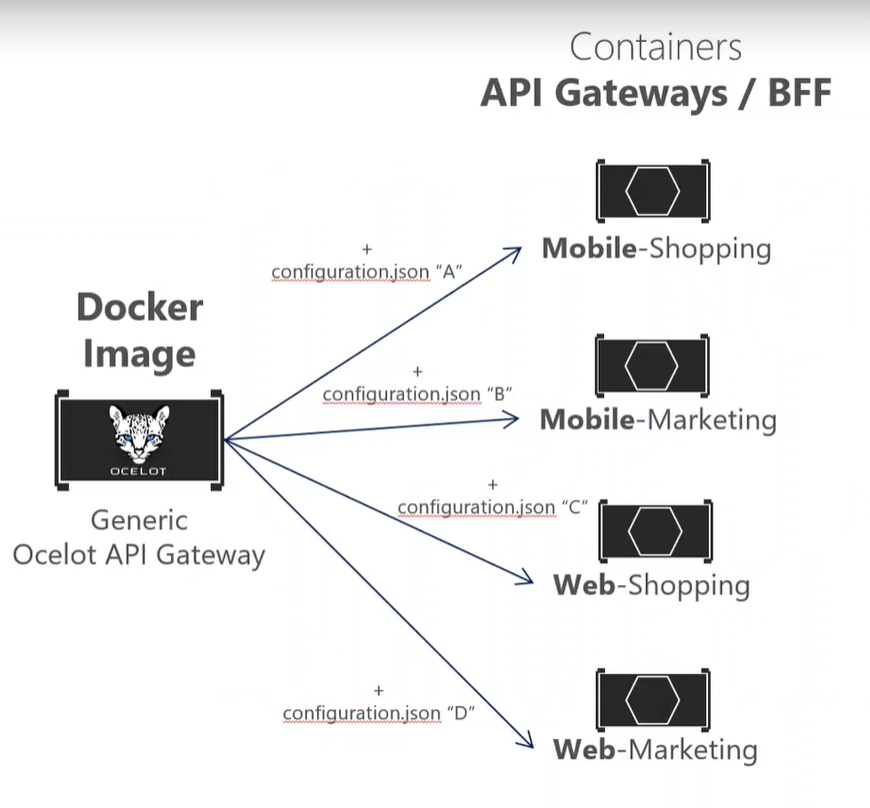 Containers
API Gateways / BFF
+
configuration.json “A”
Mobile-Shopping
Docker
Image
OCELOT
Generic
Ocelot API Gateway
+
configuration.json “B”
Mobile-Marketing
+
configuration.json “C”
Web-Shopping
+
configuration.json “D”
Web-Marketing